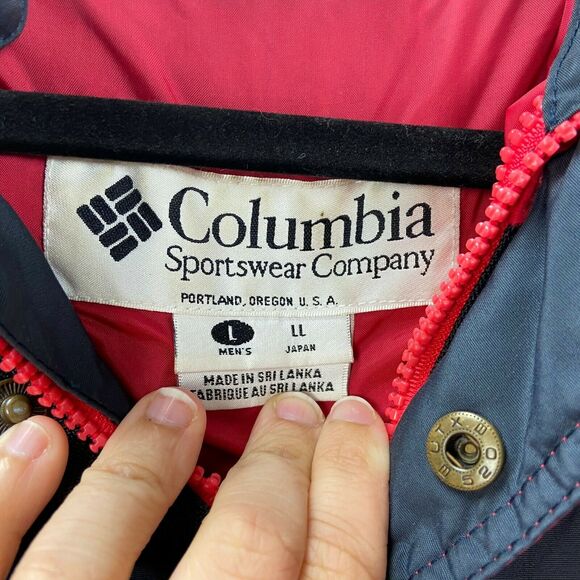 Columbia
Sportswear Company
PORTLAND, OREGON U. S. A.
L LL
MEN'S JAPAN
MADE IN SRI LANKA
FABRIQUE AU SRI LANKA